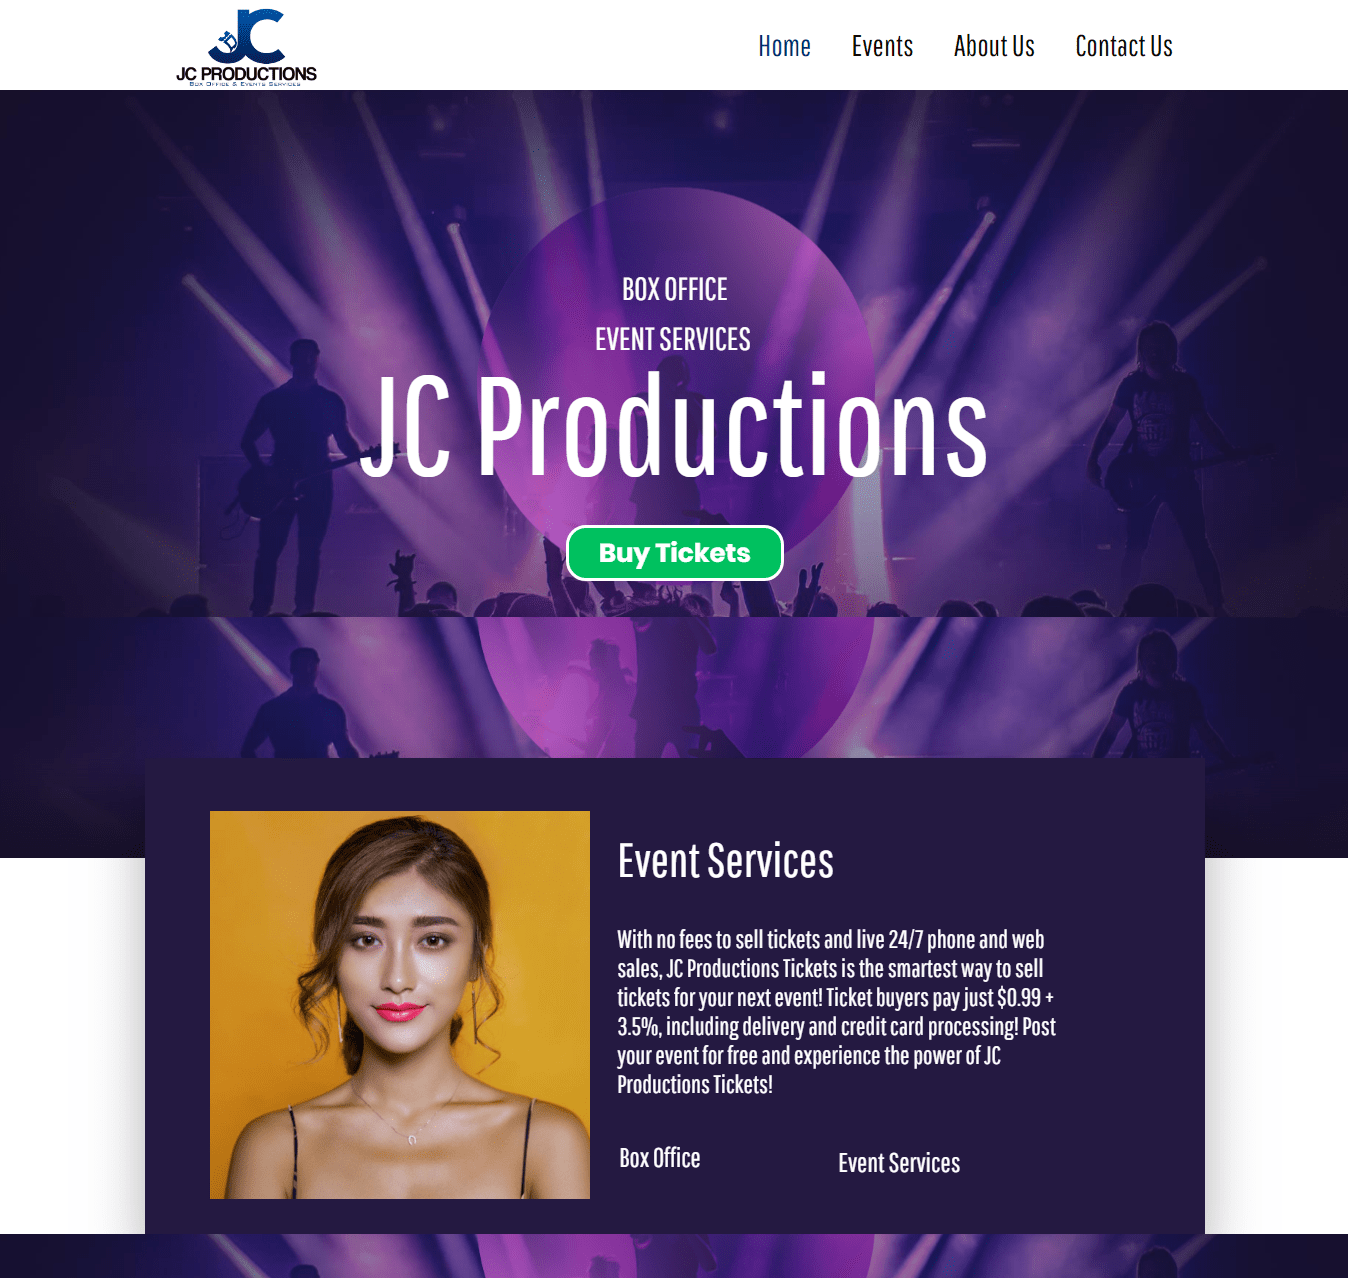 JC
JC PRODUCTIONS
Box Office & Events Services
Home
Events
About Us
Contact Us
BOX OFFICE
EVENT SERVICES
JC Productions
Buy Tickets
Event Services
With no fees to sell tickets and live 24/7 phone and web
sales, JC Productions Tickets is the smartest way to sell
tickets for your next event! Ticket buyers pay just $0.99 +
3.5%, including delivery and credit card processing! Post
your event for free and experience the power of JC
Productions Tickets!
Box Office
Event Services